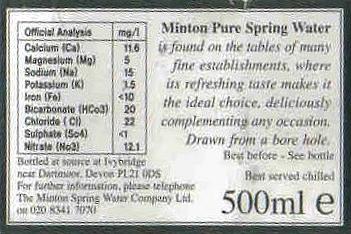 Official Analysis mg/l
Calcium (Ca) 11.6
Magnesium (Mg) 5
Sodium (Na) 15
Potassium (K) 1.5
Iron (Fe) <10
Bicarbonate (HCo3) 20
Chloride (Cl) 22
Sulphate (So4) <1
Nitrate (No3) 12.1
Bottled at source at Ivybridge
near Dartmoor, Devon PL21 0DS
For further information, please telephone
The Minton Spring Water Company Ltd.
on 020 8341 7070
Minton Pure Spring Water
is found on the tables of many
fine establishments, where
its refreshing taste makes it
the ideal choice, deliciously
complementing any occasion.
Drawn from a bore hole.
Best before - See bottle
Best served chilled
500ml e